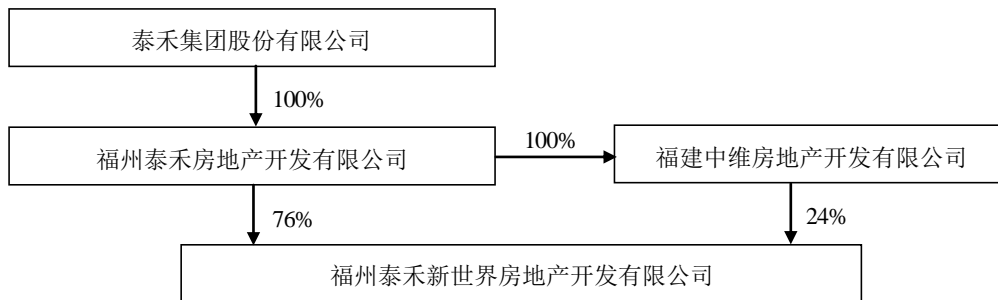 泰禾集团股份有限公司
100%
福州泰禾房地产开发有限公司
100%
福建中维房地产开发有限公司
76%
24%
福州泰禾新世界房地产开发有限公司